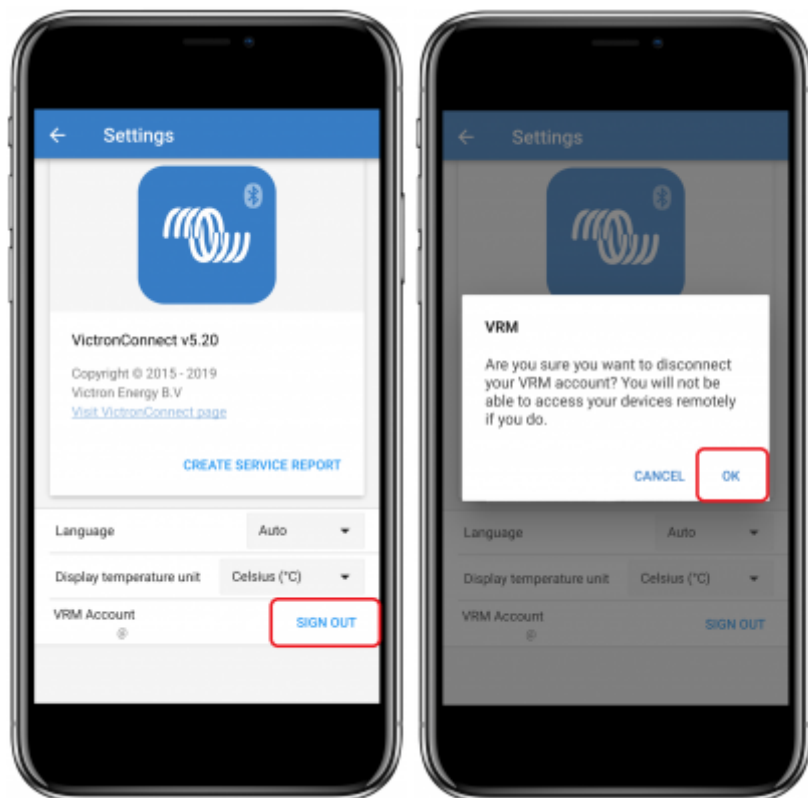 Settings
VictronConnect v5.20
Copyright © 2015 - 2019
Victron Energy B.V
Visit VictronConnect page
CREATE SERVICE REPORT
Language Auto
Display temperature unit Celsius (°C)
VRM Account
@
SIGN OUT
Settings
VRM
Are you sure you want to disconnect
your VRM account? You will not be
able to access your devices remotely
if you do.
CANCEL OK
Language Auto
Display temperature unit Celsius (°C)
VRM Account
@
SIGN OUT